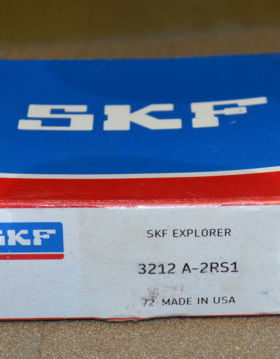 SKF
SKF
SKF EXPLORER
3212 A-2RS1
72 MADE IN USA